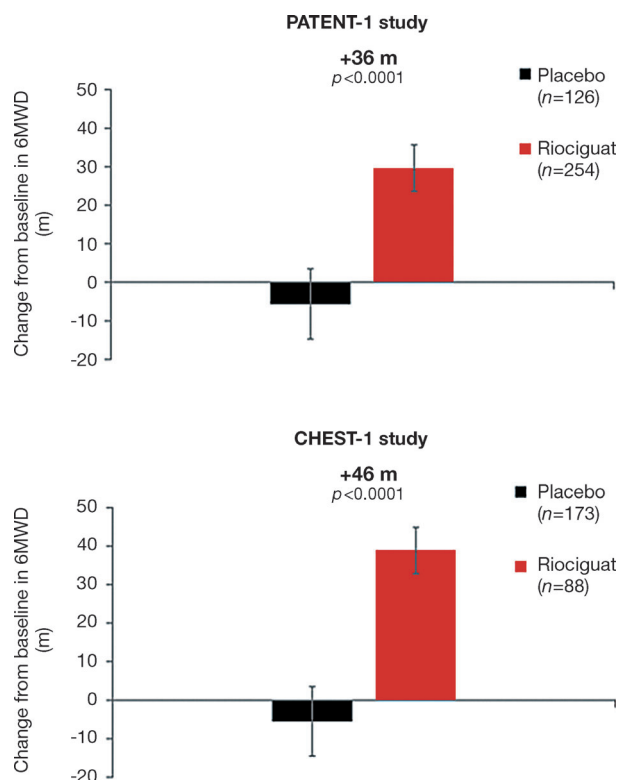 PATENT-1 study
+36 m
p<0.0001
Placebo
(n=126)
Riociguat
(n=254)
Change from baseline in 6MWD
(m)
50
40
30
20
10
0
-10
-20
CHEST-1 study
+46 m
p<0.0001
Placebo
(n=173)
Riociguat
(n=88)
Change from baseline in 6MWD
(m)
50
40
30
20
10
0
-10
-20